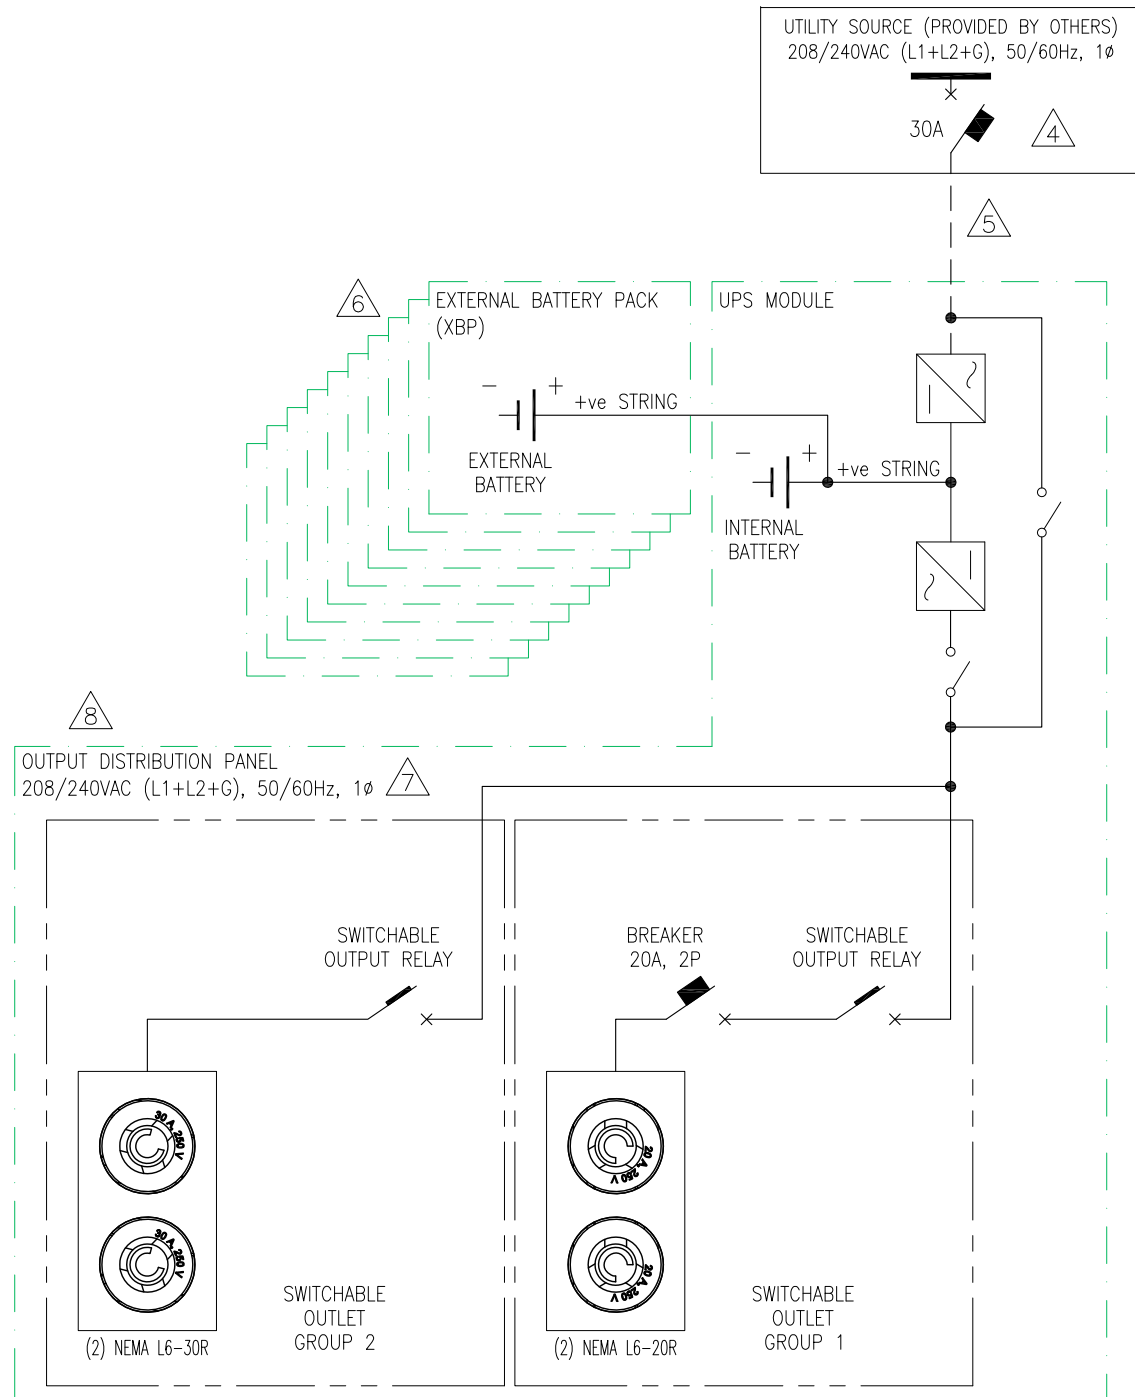 UTILITY SOURCE (PROVIDED BY OTHERS)
208/240VAC (L1+L2+G), 50/60Hz, 1ø
30A
4
5
6
EXTERNAL BATTERY PACK
(XBP)
UPS MODULE
- +
+ve STRING
EXTERNAL
BATTERY
- +
+ve STRING
INTERNAL
BATTERY
8
OUTPUT DISTRIBUTION PANEL
208/240VAC (L1+L2+G), 50/60Hz, 1ø
7
SWITCHABLE
OUTPUT RELAY
BREAKER
20A, 2P
SWITCHABLE
OUTPUT RELAY
30 A, 250 V
30 A, 250 V
20 A, 250 V
20 A, 250 V
SWITCHABLE
OUTLET
GROUP 2
(2) NEMA L6-30R
SWITCHABLE
OUTLET
GROUP 1
(2) NEMA L6-20R